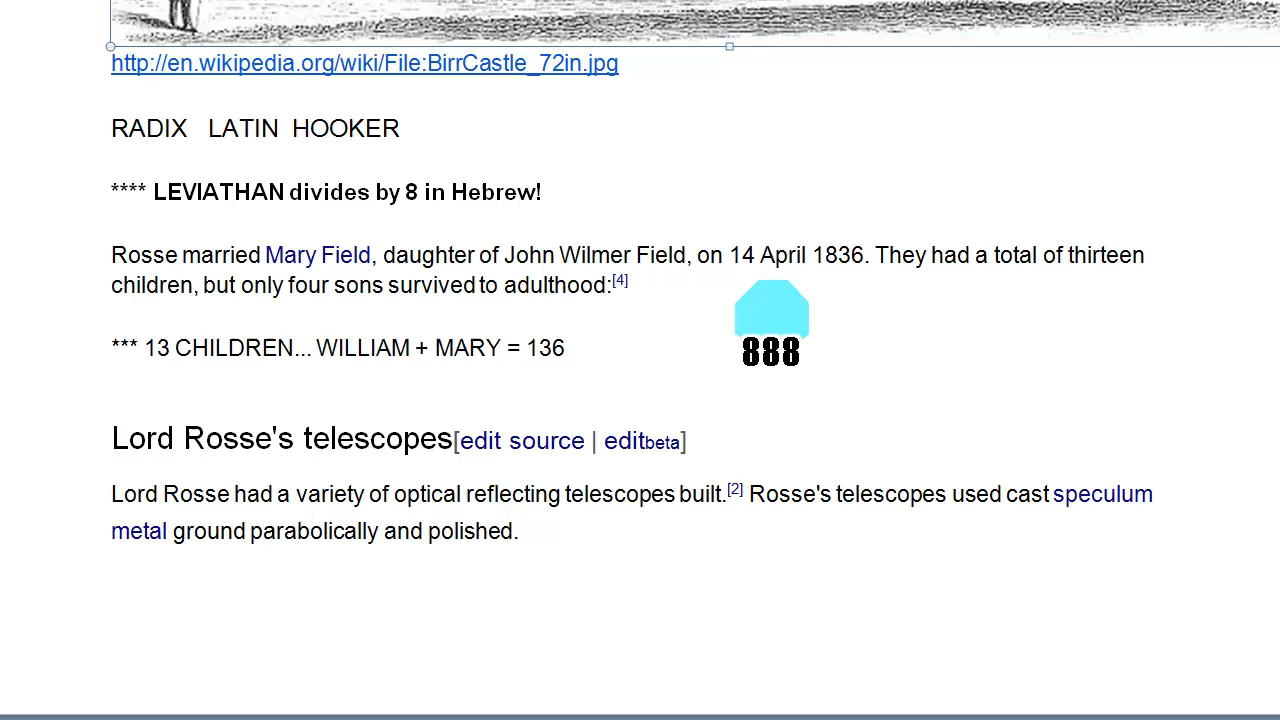 http://en.wikipedia.org/wiki/File:BirrCastle_72in.jpg
RADIX LATIN HOOKER
**** LEVIATHAN divides by 8 in Hebrew!
Rosse married Mary Field, daughter of John Wilmer Field, on 14 April 1836. They had a total of thirteen
children, but only four sons survived to adulthood:[4]
*** 13 CHILDREN... WILLIAM + MARY = 136
888
Lord Rosse's telescopes[edit source | editbeta]
Lord Rosse had a variety of optical reflecting telescopes built.[2] Rosse's telescopes used cast speculum
metal ground parabolically and polished.